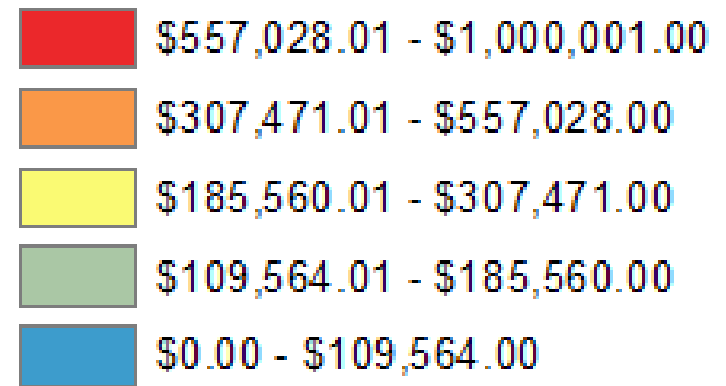 $557,028.01 - $1,000,001.00
$307,471.01 - $557,028.00
$185,560.01 - $307,471.00
$109,564.01 - $185,560.00
$0.00 - $109,564.00